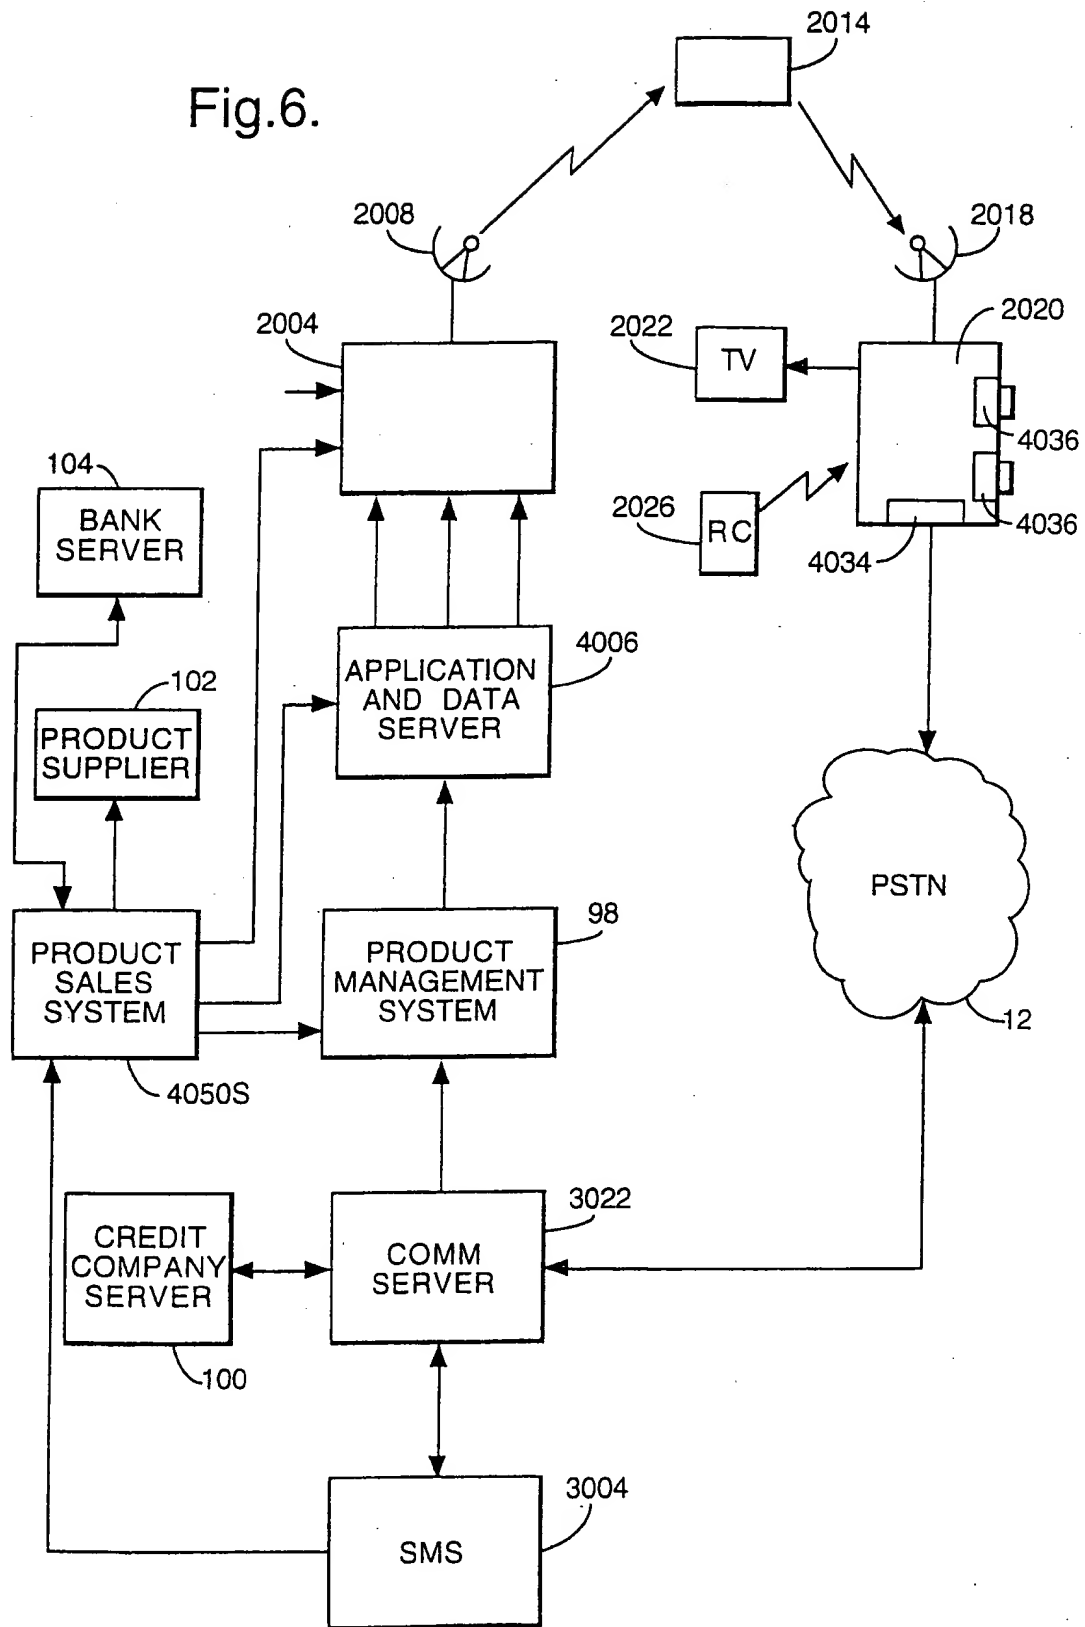 2014
Fig.6.
2008
2018
2004
2020
2022
TV
4036
104
BANK
SERVER
2026
RC
4036
4034
4006
APPLICATION
AND DATA
SERVER
102
PRODUCT
SUPPLIER
PSTN
98
PRODUCT
SALES
SYSTEM
PRODUCT
MANAGEMENT
SYSTEM
12
4050S
3022
CREDIT
COMPANY
SERVER
COMM
SERVER
100
3004
SMS